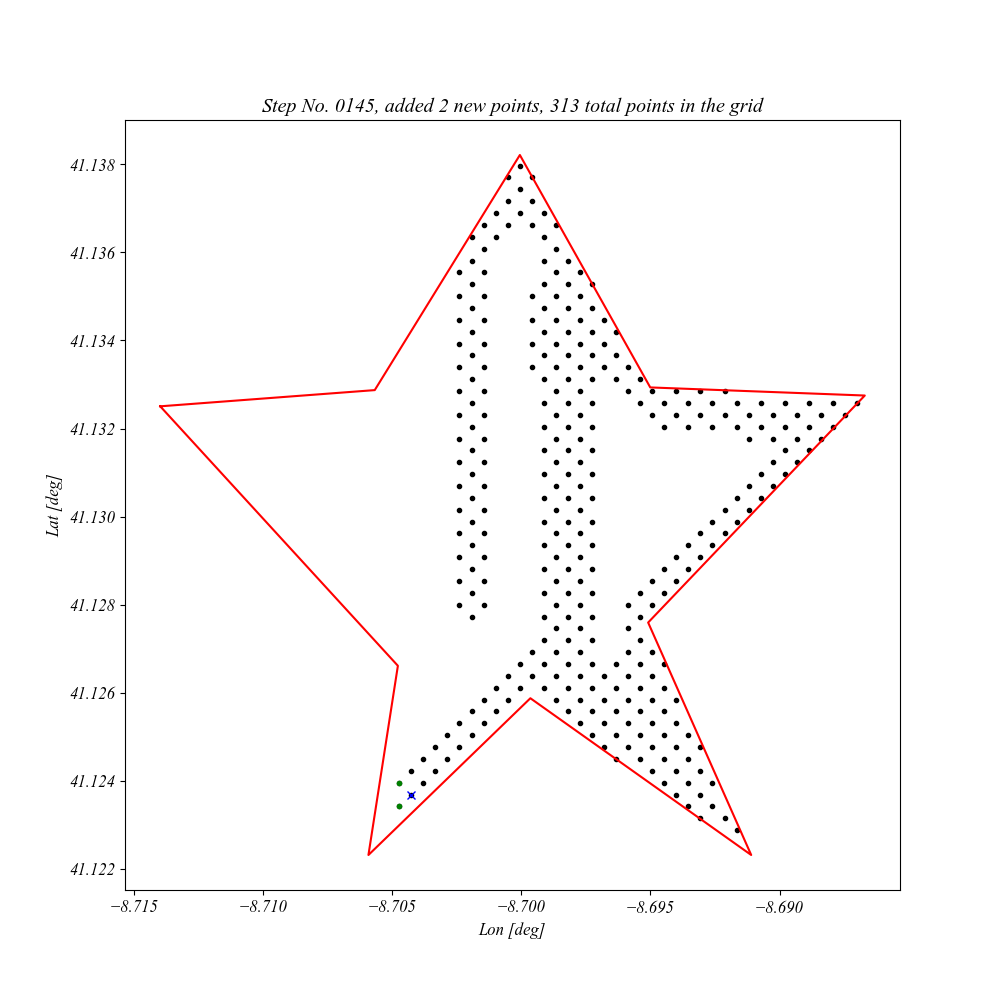 Step No. 0145, added 2 new points, 313 total points in the grid
41.138
41.136
41.134
41.132
41.130
41.128
41.126
41.124
41.122
Lat [deg]
−8.715 −8.710 −8.705 −8.700 −8.695 −8.690
Lon [deg]